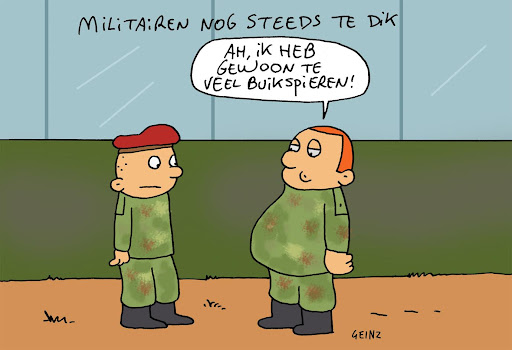 MILITAIREN NOG STEEDS TE DIK
AH, IK HEB
GEWOON TE
VEEL BUIKSPIEREN!
GEINZ